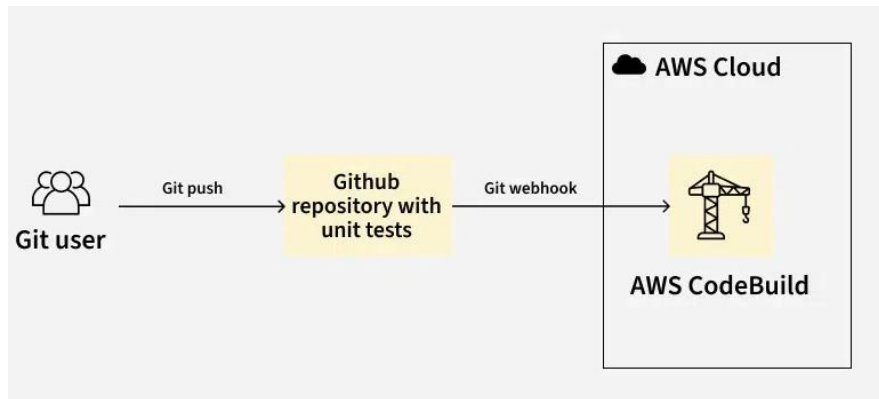 AWS Cloud
Git push
Github
repository with
unit tests
Git webhook
Git user
AWS CodeBuild